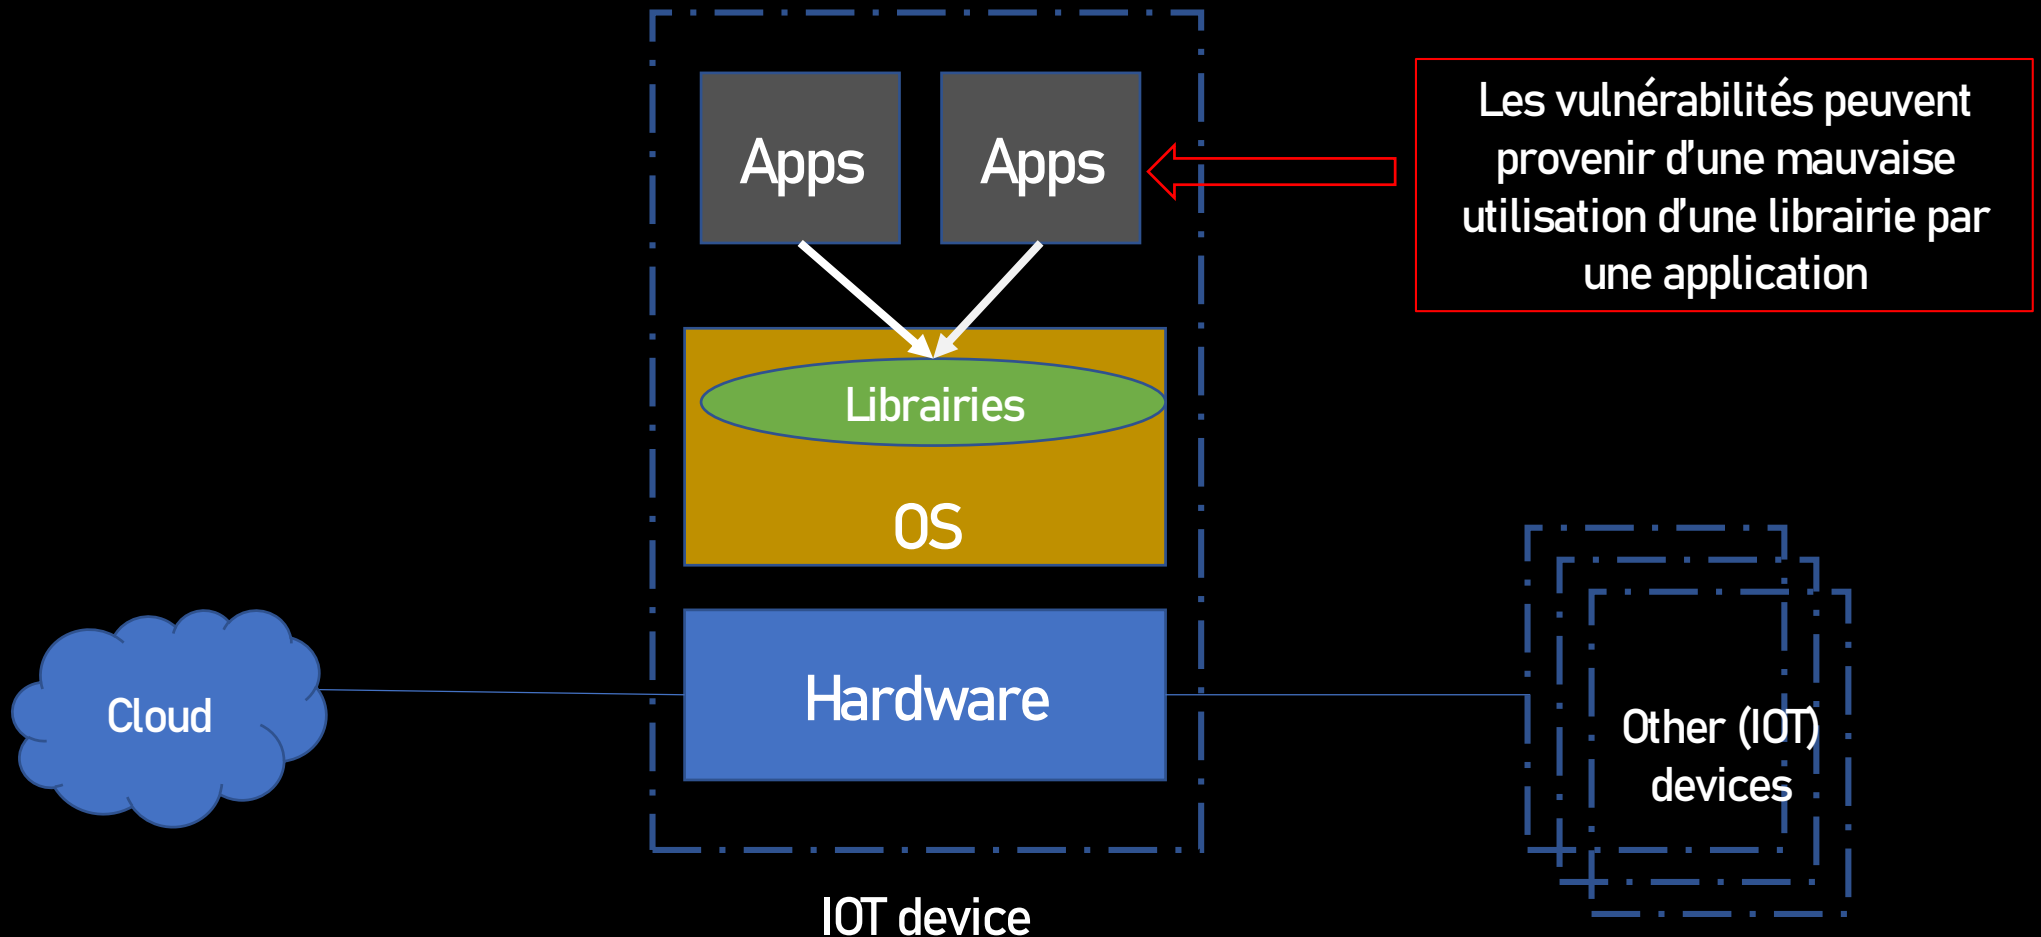 Apps
Apps
Les vulnérabilités peuvent
provenir d'une mauvaise
utilisation d'une librairie par
une application
Librairies
OS
Hardware
Cloud
Other (IOT)
devices
IOT device